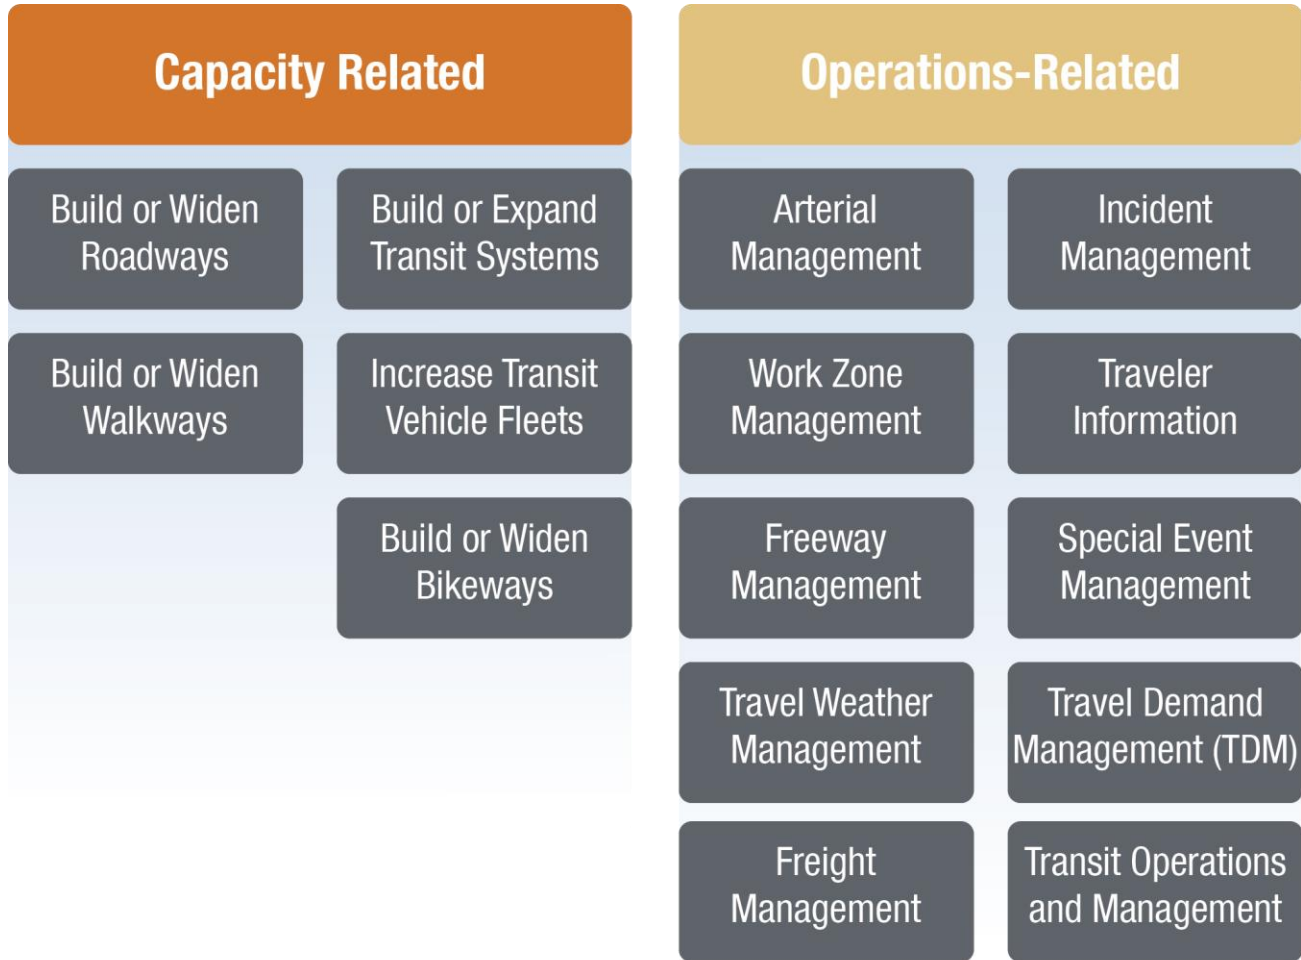 Capacity Related
Build or Widen
Roadways
Build or Expand
Transit Systems
Build or Widen
Walkways
Increase Transit
Vehicle Fleets
Build or Widen
Bikeways
Operations-Related
Arterial
Management
Incident
Management
Work Zone
Management
Traveler
Information
Freeway
Management
Special Event
Management
Travel Weather
Management
Travel Demand
Management (TDM)
Freight
Management
Transit Operations
and Management